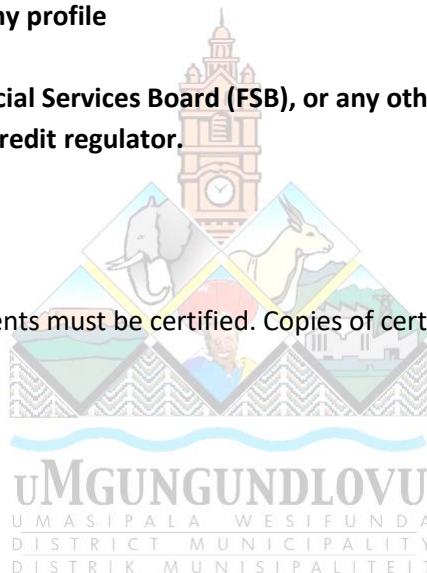 ny profile
cial Services Board (FSB), or any oth
redit regulator.
ents must be certified. Copies of cert
uMGUNGUNDLOVU
UMASIPALA WESIFUNDA
DISTRICT MUNICIPALITY
DISTRIK MUNISIPALITEIT